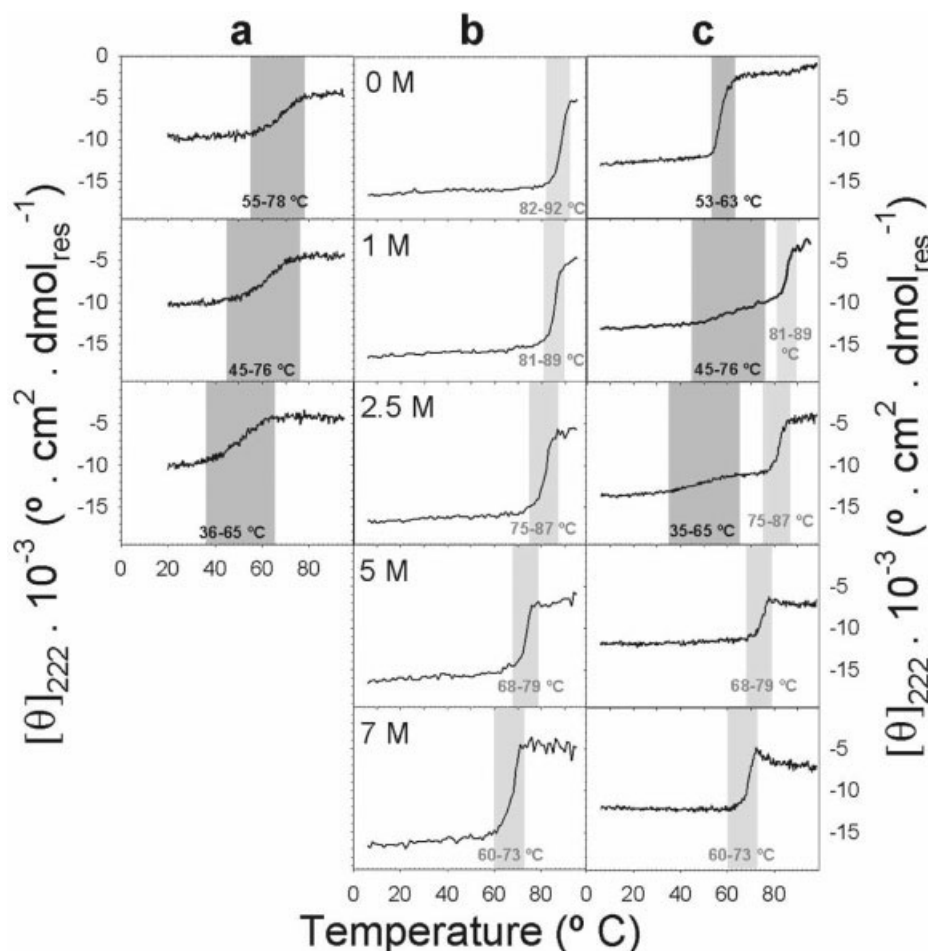 a b c
0
-5
-10
-15
55-78 ºC
0 M
82-92 ºC
53-63 ºC
-5
-10
-15
-5
-10
-15
45-76 ºC
1 M
81-89 ºC
45-76 ºC
81-89
ºC
-5
-10
-15
-5
-10
-15
36-65 ºC
2.5 M
75-87 ºC
35-65 ºC
75-87 ºC
-5
-10
-15
0 20 40 60 80
5 M
68-79 ºC
68-79 ºC
-5
-10
-15
7 M
60-73 ºC
60-73 ºC
-5
-10
-15
0 20 40 60 80
0 20 40 60 80
Temperature (º C)
[θ]222 · 10-3 (º · cm2 · dmolres-1)
[θ]222 · 10-3 (º · cm2 · dmolres-1)